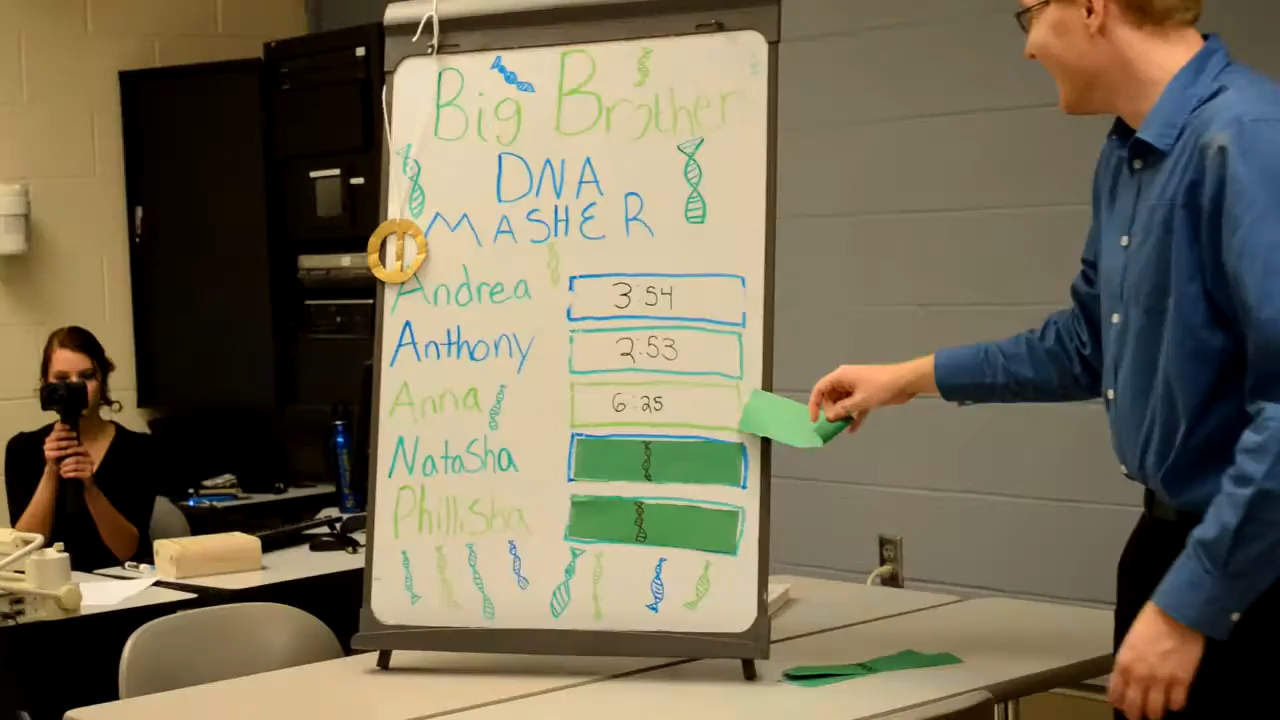 Big Brother
DNA
MASHER
Andrea 3:54
Anthony 2:53
Anna 6:25
Natasha
Phillisha